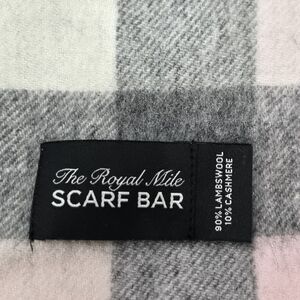 The Royal Mile
SCARF BAR
90% LAMBSWOOL
10% CASHMERE